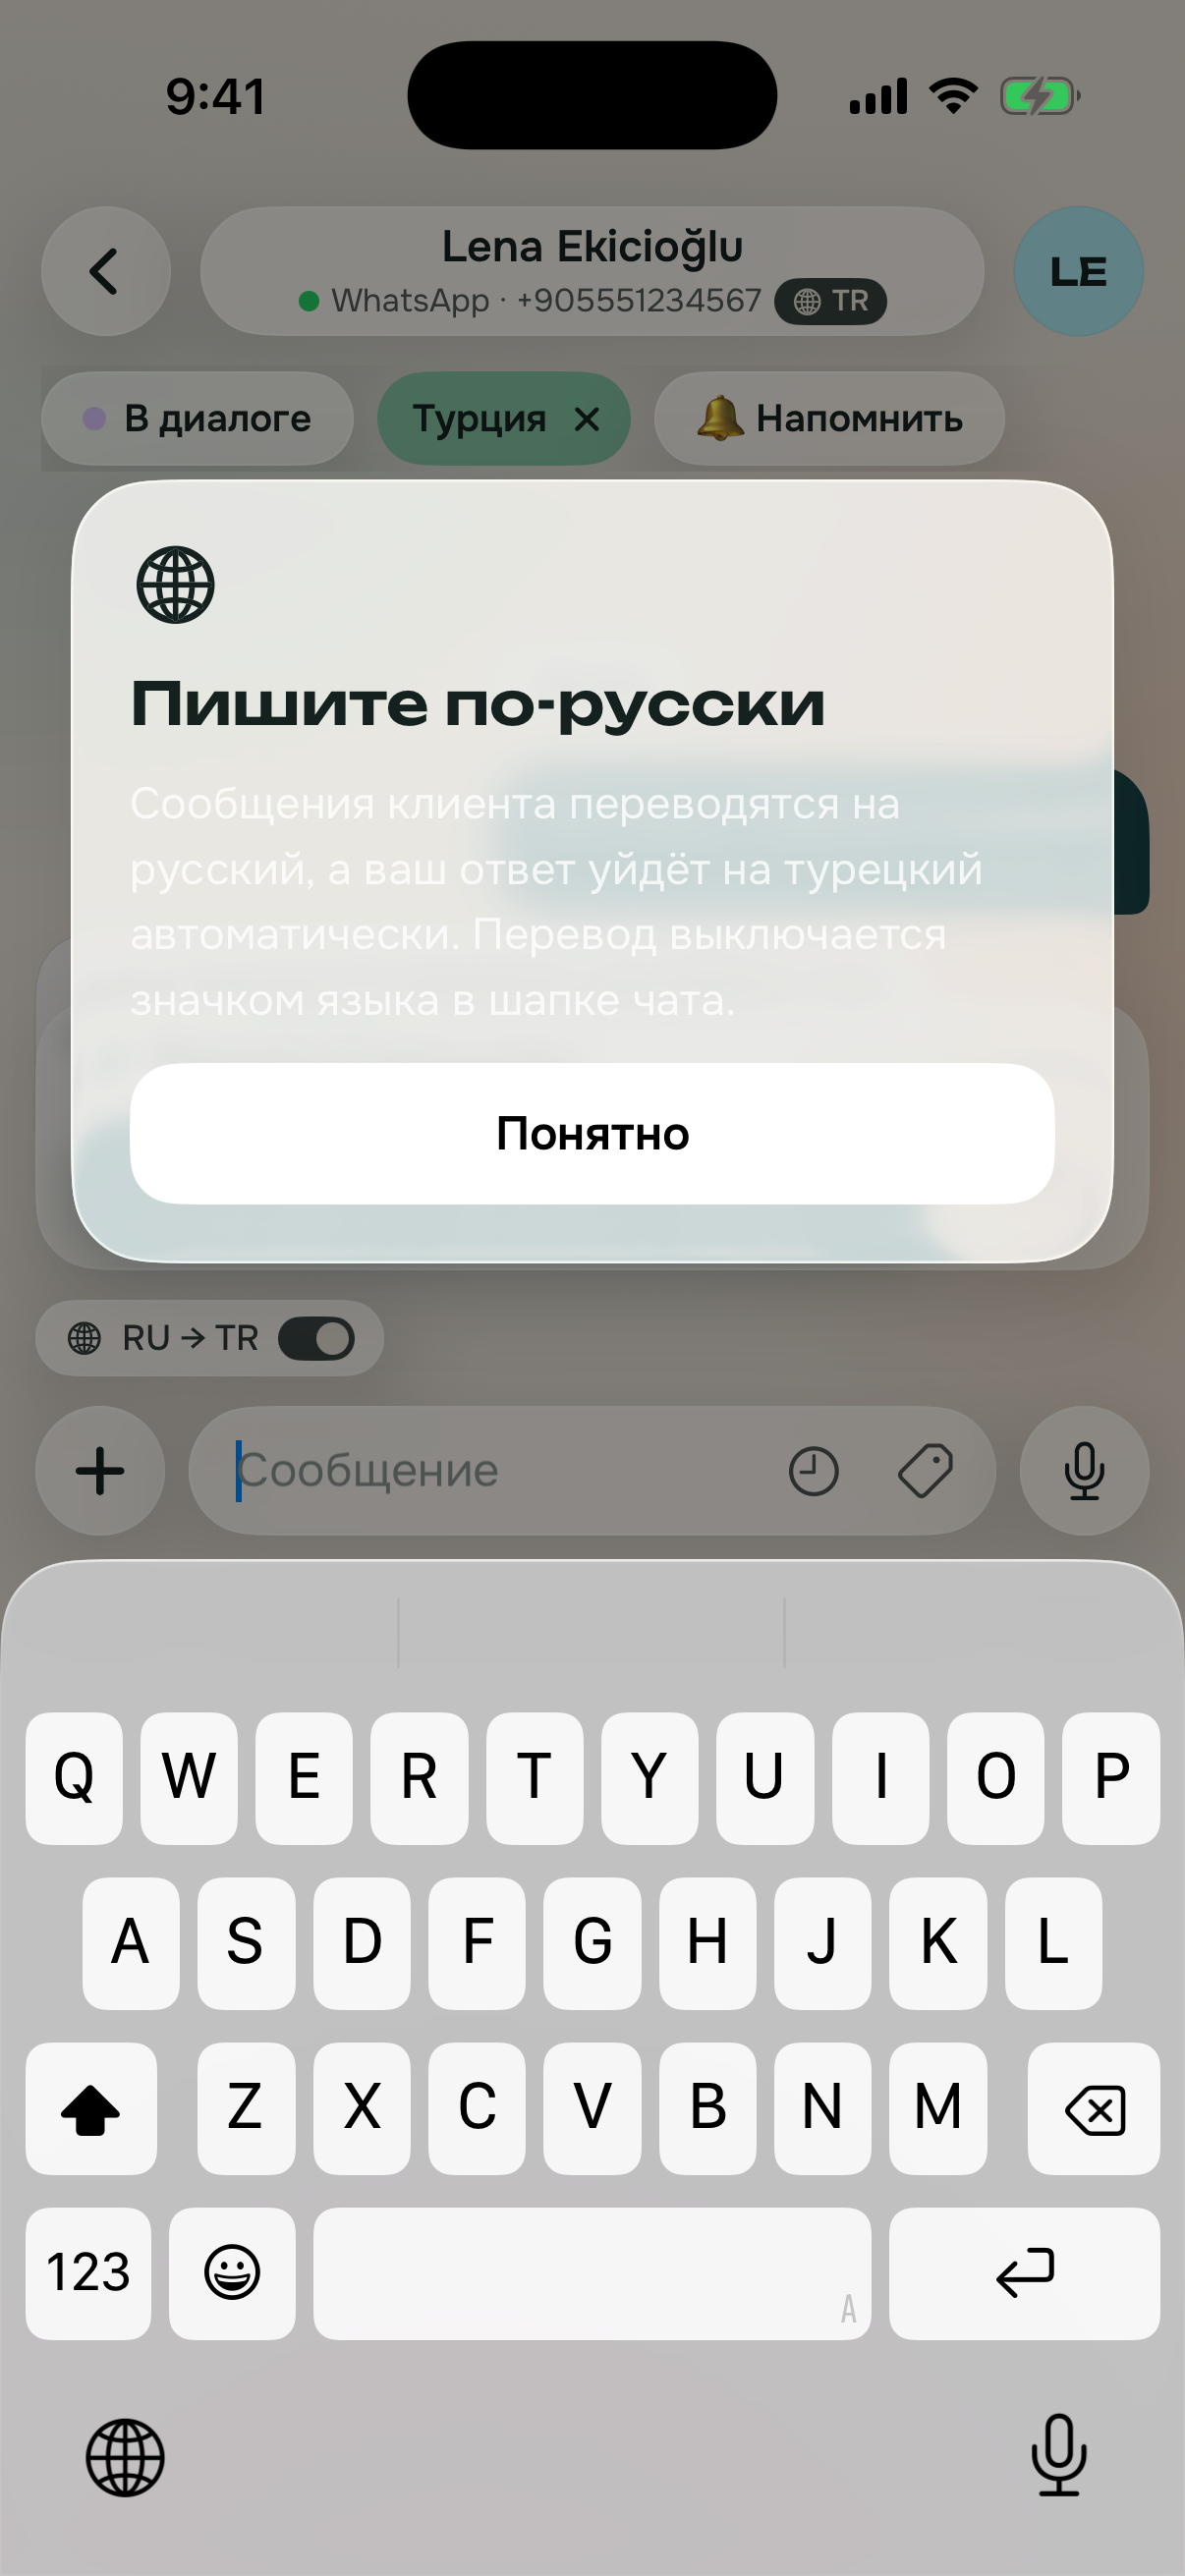 9:41
Lena Ekicioğlu
WhatsApp · +905551234567 TR
LE
В диалоге
Турция ×
Напомнить
Пишите по-русски
Сообщения клиента переводятся на
русский, а ваш ответ уйдёт на турецкий
автоматически. Перевод выключается
значком языка в шапке чата.
Понятно
RU → TR
Сообщение
Q W E R T Y U I O P
A S D F G H J K L
Z X C V B N M
123
A